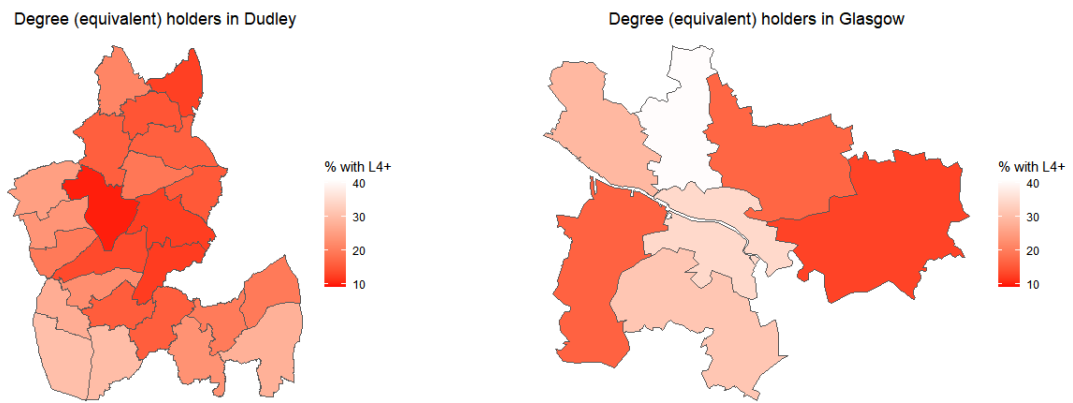 Degree (equivalent) holders in Dudley
% with L4+
40
30
20
10
Degree (equivalent) holders in Glasgow
% with L4+
40
30
20
10